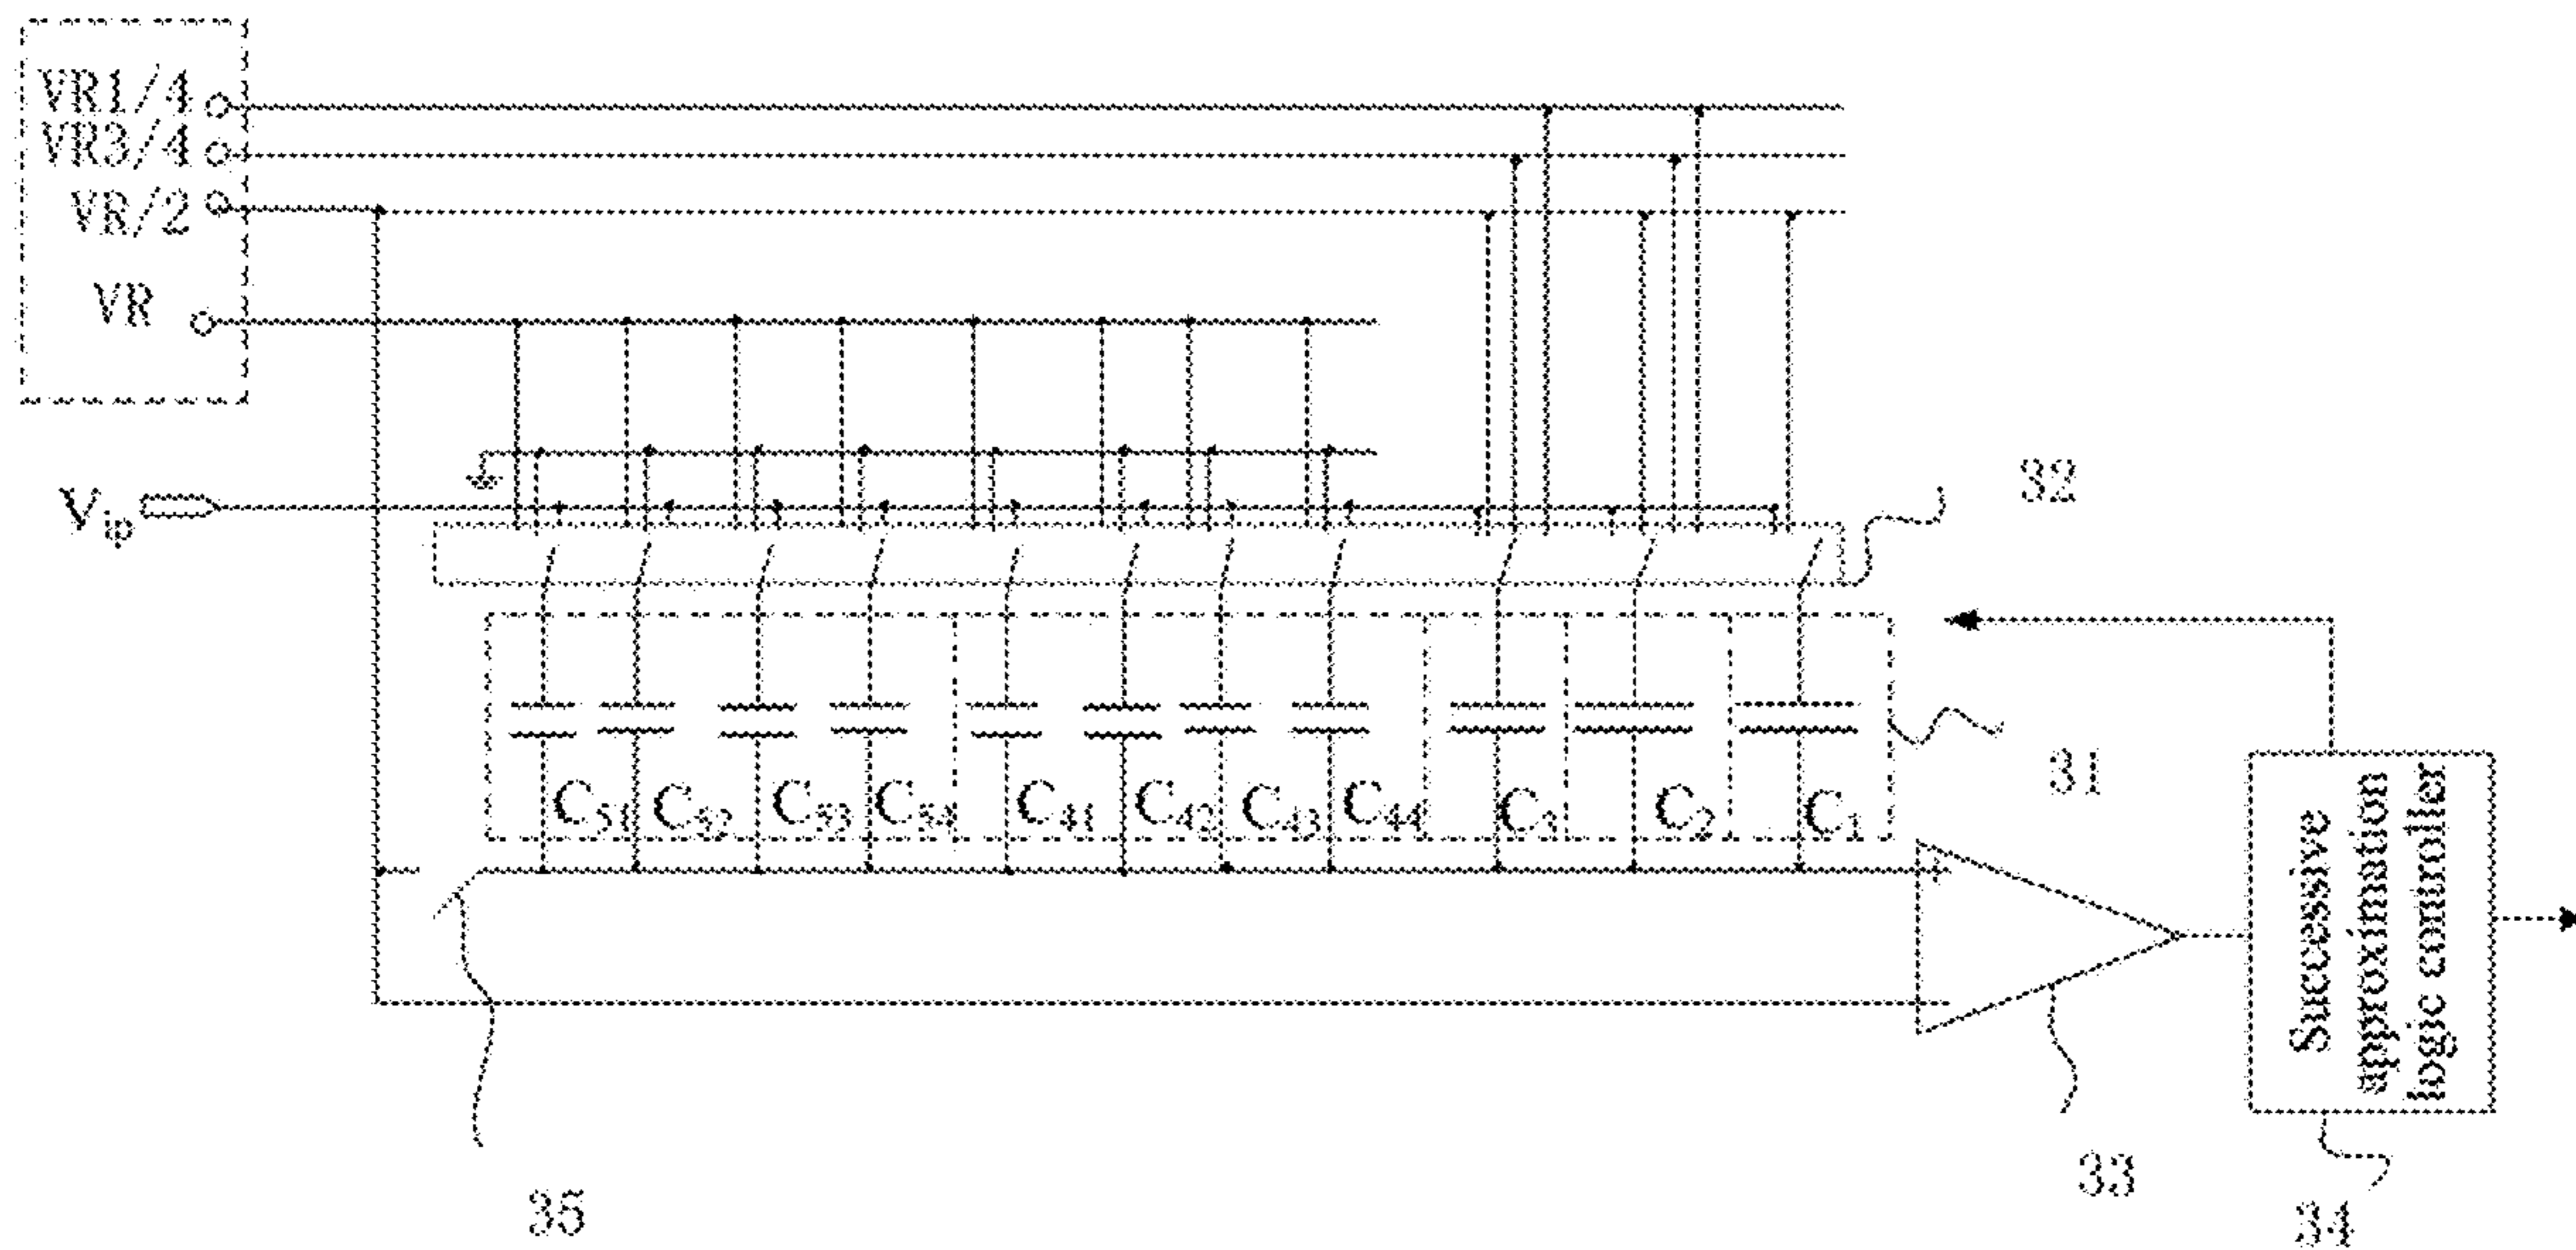 VR1/4
VR3/4
VR/2
VR
Vip
32
31
C51 C52 C53 C54 C41 C42 C43 C44 C3 C2 C1
Successive
approximation
logic controller
+
33
34
35